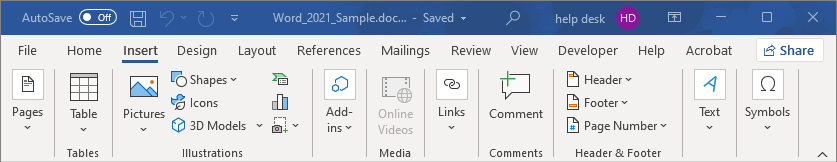 AutoSave Off Word_2021_Sample.doc... - Saved help desk HD
File Home Insert Design Layout References Mailings Review View Developer Help Acrobat Share
Pages Table Pictures Shapes Icons 3D Models Add-ins Online Videos Links Comment Header Footer Page Number Text Symbols
Tables Illustrations Media Comments Header & Footer